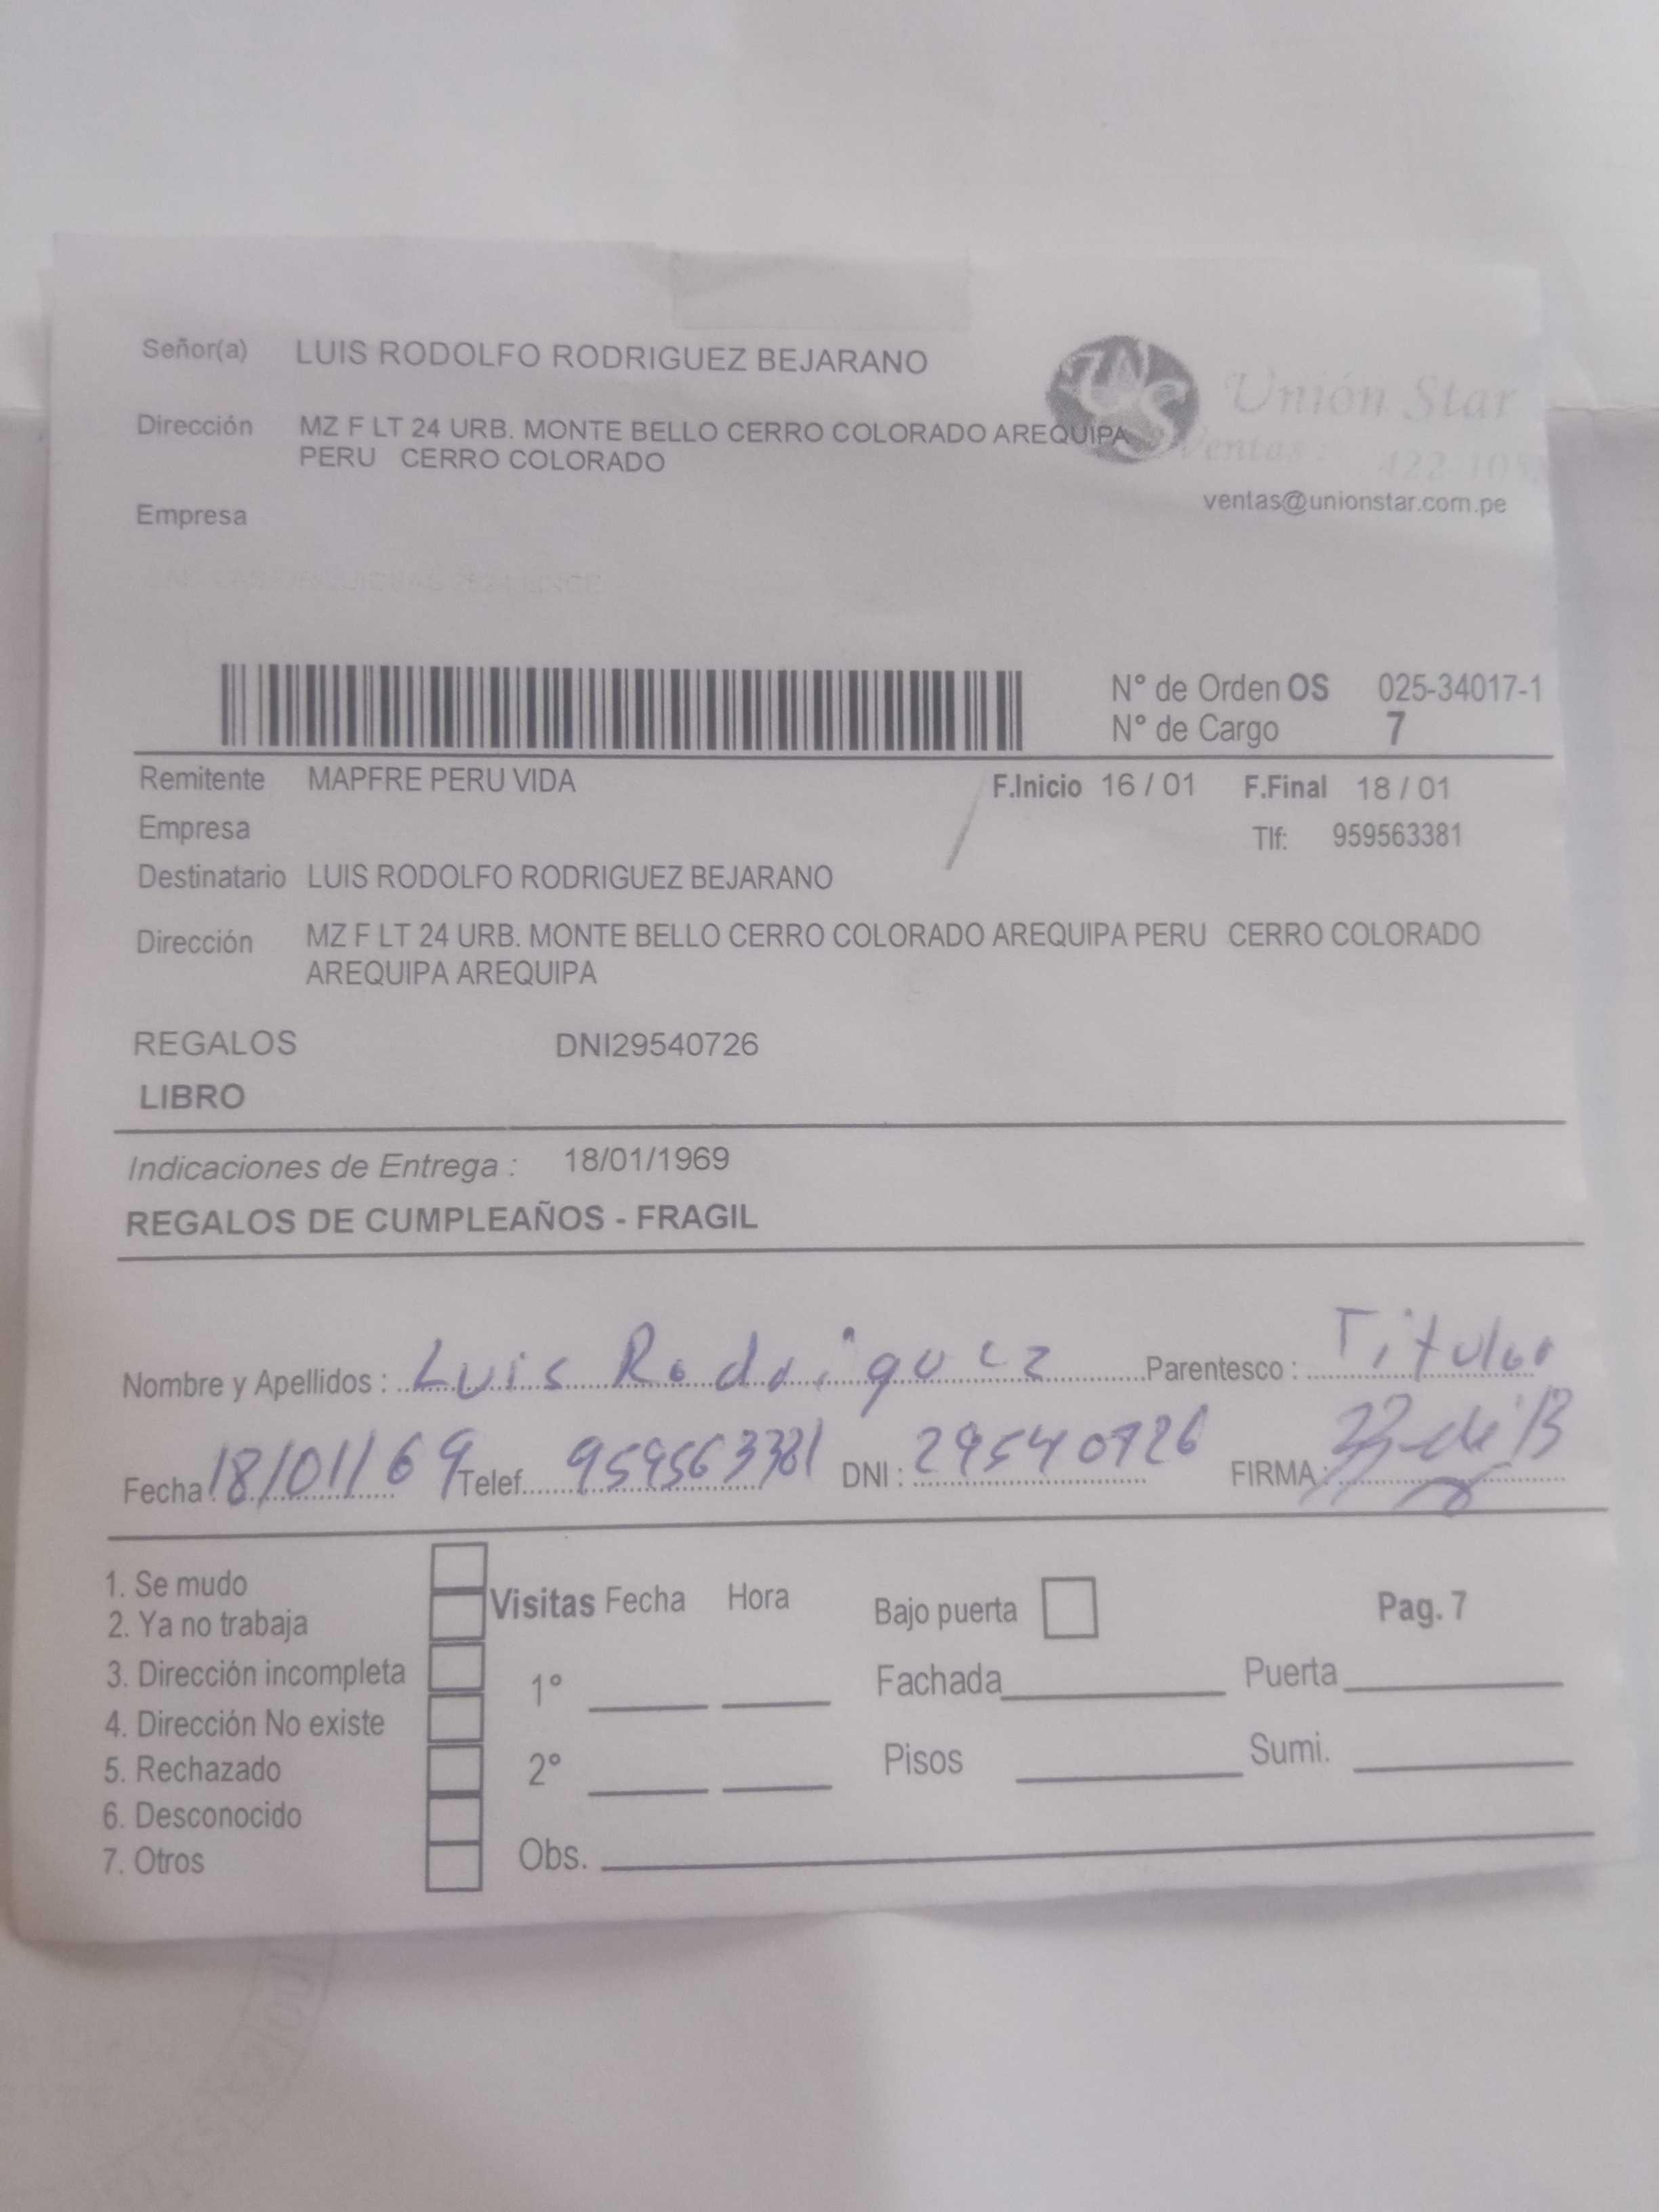 Señor(a) LUIS RODOLFO RODRIGUEZ BEJARANO
Unión Star
Dirección MZ F LT 24 URB. MONTE BELLO CERRO COLORADO AREQUIPA
PERU CERRO COLORADO
Ventas: 422-10
ventas@unionstar.com.pe
Empresa
N° de Orden OS 025-34017-1
N° de Cargo 7
Remitente MAPFRE PERU VIDA F.Inicio 16 / 01 F.Final 18 / 01
Empresa Tlf: 959563381
Destinatario LUIS RODOLFO RODRIGUEZ BEJARANO
Dirección MZ F LT 24 URB. MONTE BELLO CERRO COLORADO AREQUIPA PERU CERRO COLORADO
AREQUIPA AREQUIPA
REGALOS DNI29540726
LIBRO
Indicaciones de Entrega : 18/01/1969
REGALOS DE CUMPLEAÑOS - FRAGIL
Nombre y Apellidos : Luis Rodriguez Parentesco : Titular
Fecha 18/01/69 Telef. 959563381 DNI : 29540726 FIRMA :
1. Se mudo
2. Ya no trabaja
3. Dirección incompleta
4. Dirección No existe
5. Rechazado
6. Desconocido
7. Otros
Visitas Fecha Hora
1°
2°
Obs.
Bajo puerta Pag. 7
Fachada Puerta
Pisos Sumi.